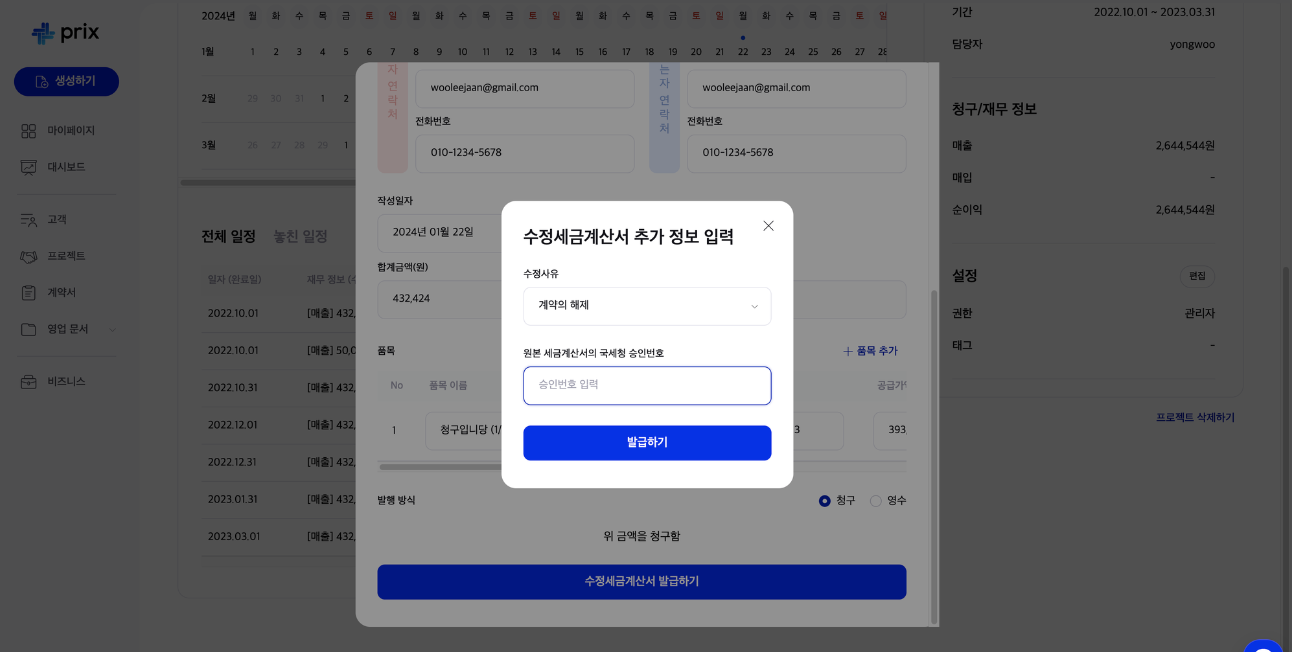 prix
생성하기
마이페이지
대시보드
고객
프로젝트
계약서
영업 문서
비즈니스
2024년 월 화 수 목 금 토 일 월 화 수 목 금 토 일 월 화 수 목 금 토 일 월 화 수 목 금 토 일
1월 1 2 3 4 5 6 7 8 9 10 11 12 13 14 15 16 17 18 19 20 21 22 23 24 25 26 27 28
2월 29 30 31 1 2
3월 26 27 28 29 1
전체 일정 놓친 일정
일자 (완료일) 재무 정보
2022.10.01 [매출] 432,
2022.10.01 [매출] 50,0
2022.10.31 [매출] 432,
2022.12.01 [매출] 432,
2022.12.31 [매출] 432,
2023.01.31 [매출] 432,
2023.03.01 [매출] 432,
자 연락처
wooleejaan@gmail.com
전화번호
010-1234-5678
는 자 연락처
wooleejaan@gmail.com
전화번호
010-1234-5678
작성일자
2024년 01월 22일
합계금액(원)
432,424
품목
+ 품목 추가
No 품목 이름 공급가
1 청구입니당 (1/ 3 393,
발행 방식
청구 영수
위 금액을 청구함
수정세금계산서 발급하기
수정세금계산서 추가 정보 입력
수정사유
계약의 해제
원본 세금계산서의 국세청 승인번호
승인번호 입력
발급하기
기간 2022.10.01 ~ 2023.03.31
담당자 yongwoo
청구/재무 정보
매출 2,644,544원
매입 -
순이익 2,644,544원
설정 편집
권한 관리자
태그 -
프로젝트 삭제하기